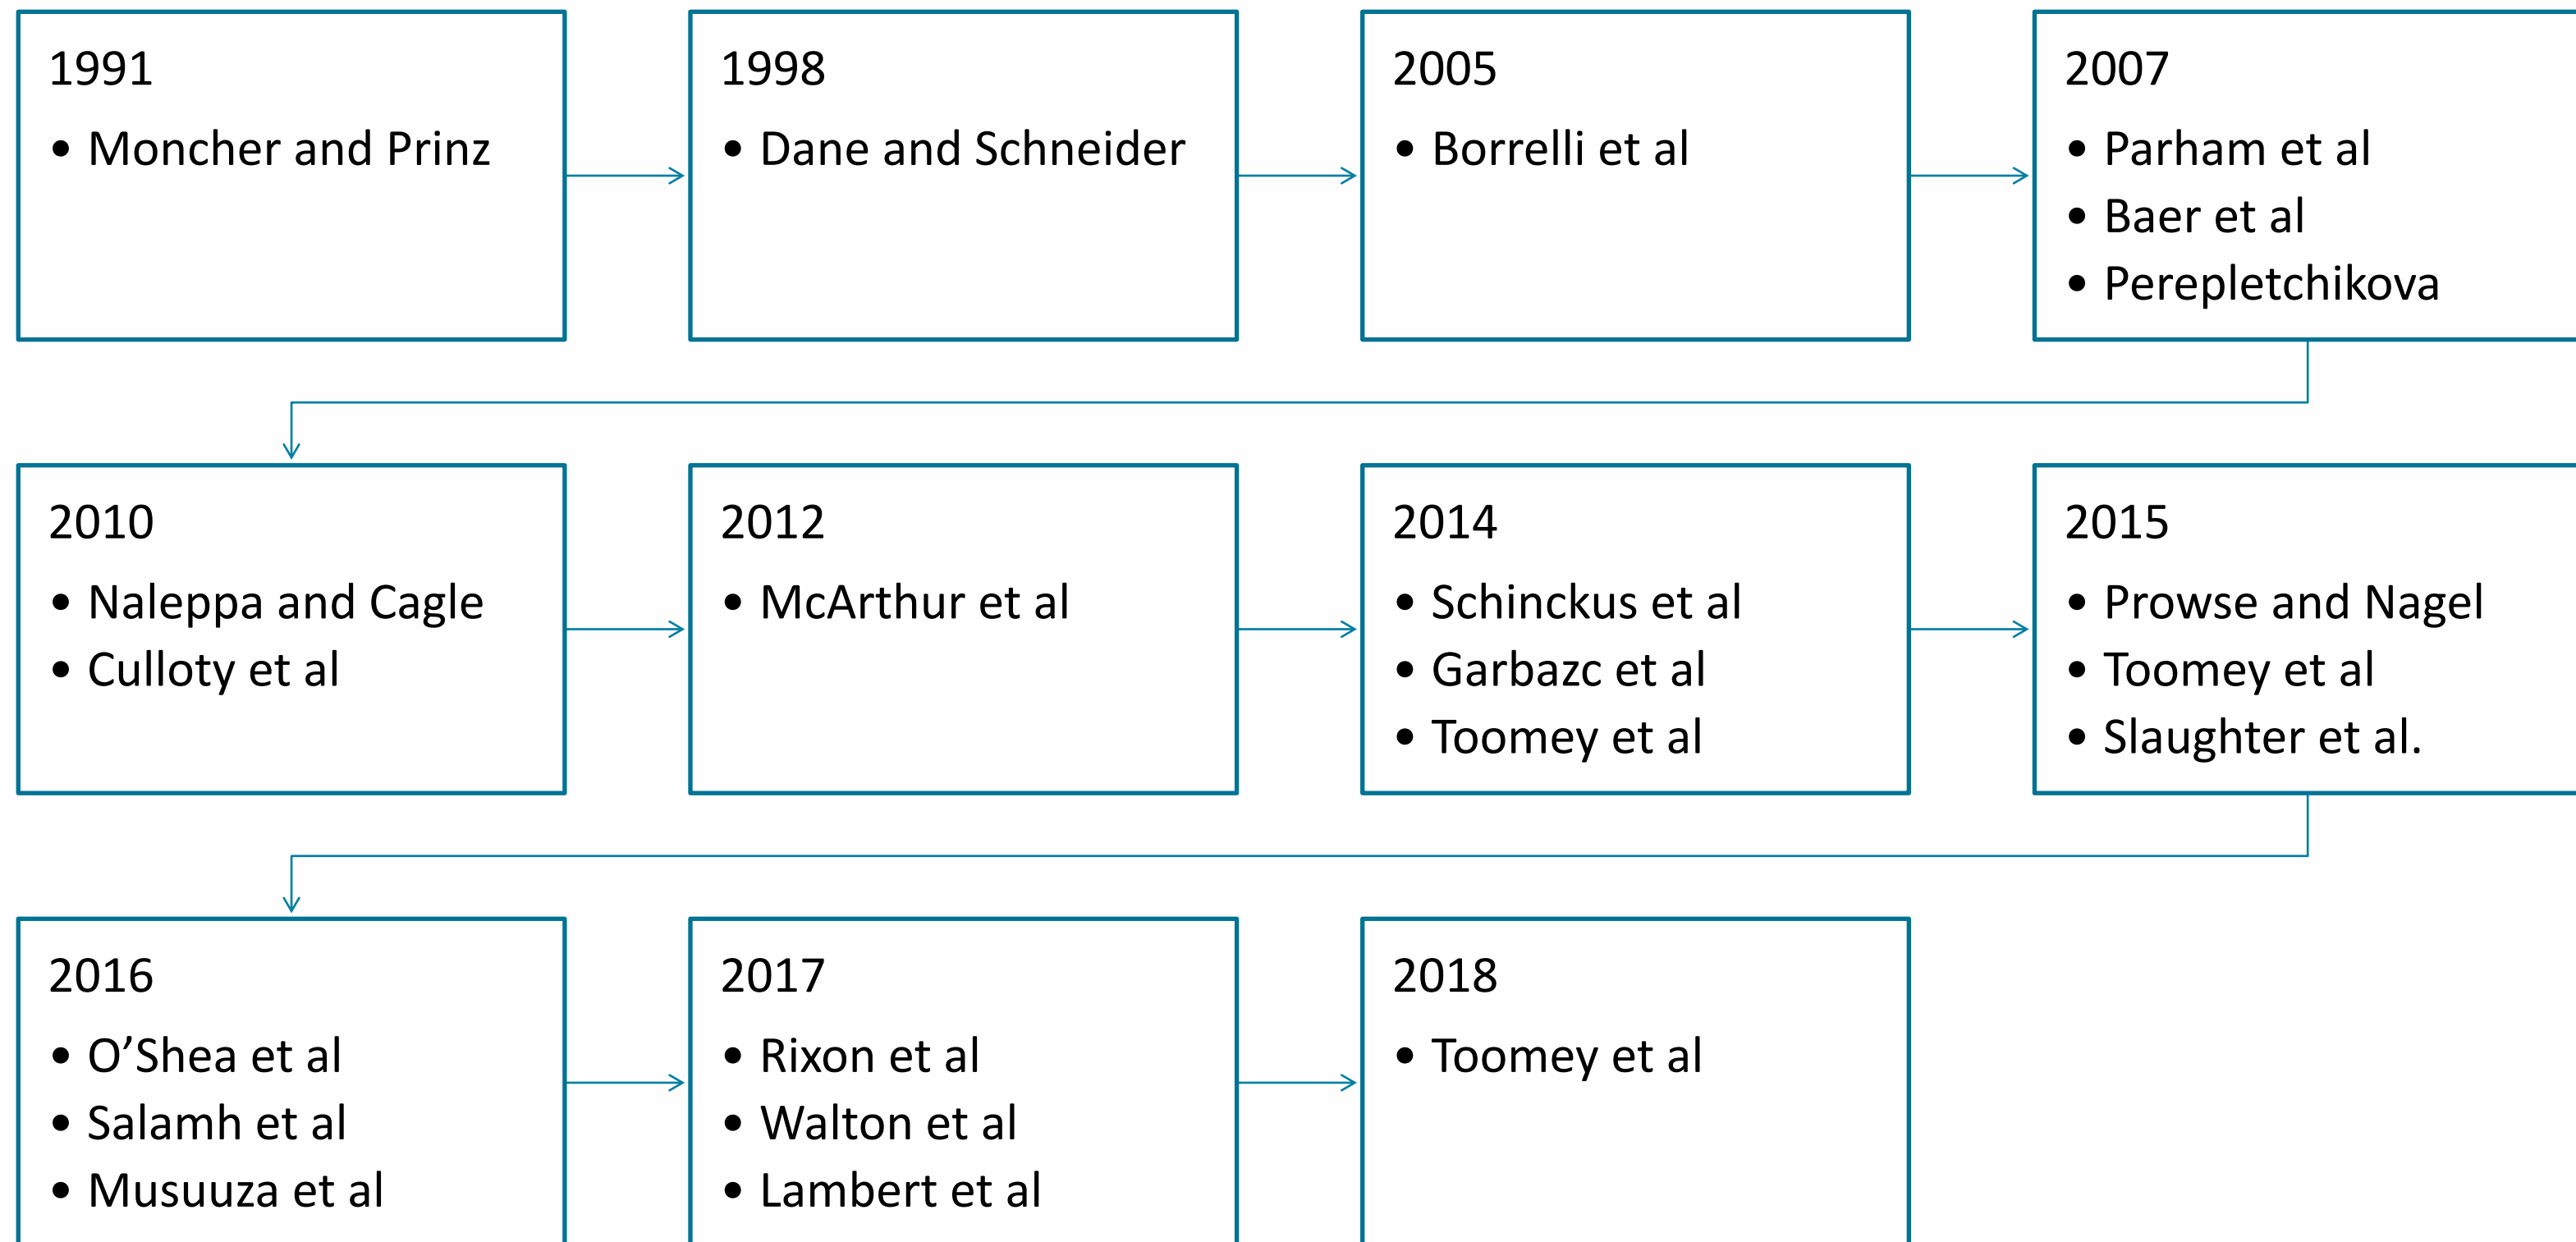 1991
• Moncher and Prinz
1998
• Dane and Schneider
2005
• Borrelli et al
2007
• Parham et al
• Baer et al
• Perepletchikova
2010
• Naleppa and Cagle
• Culloty et al
2012
• McArthur et al
2014
• Schinckus et al
• Garbazc et al
• Toomey et al
2015
• Prowse and Nagel
• Toomey et al
• Slaughter et al.
2016
• O’Shea et al
• Salamh et al
• Musuuza et al
2017
• Rixon et al
• Walton et al
• Lambert et al
2018
• Toomey et al